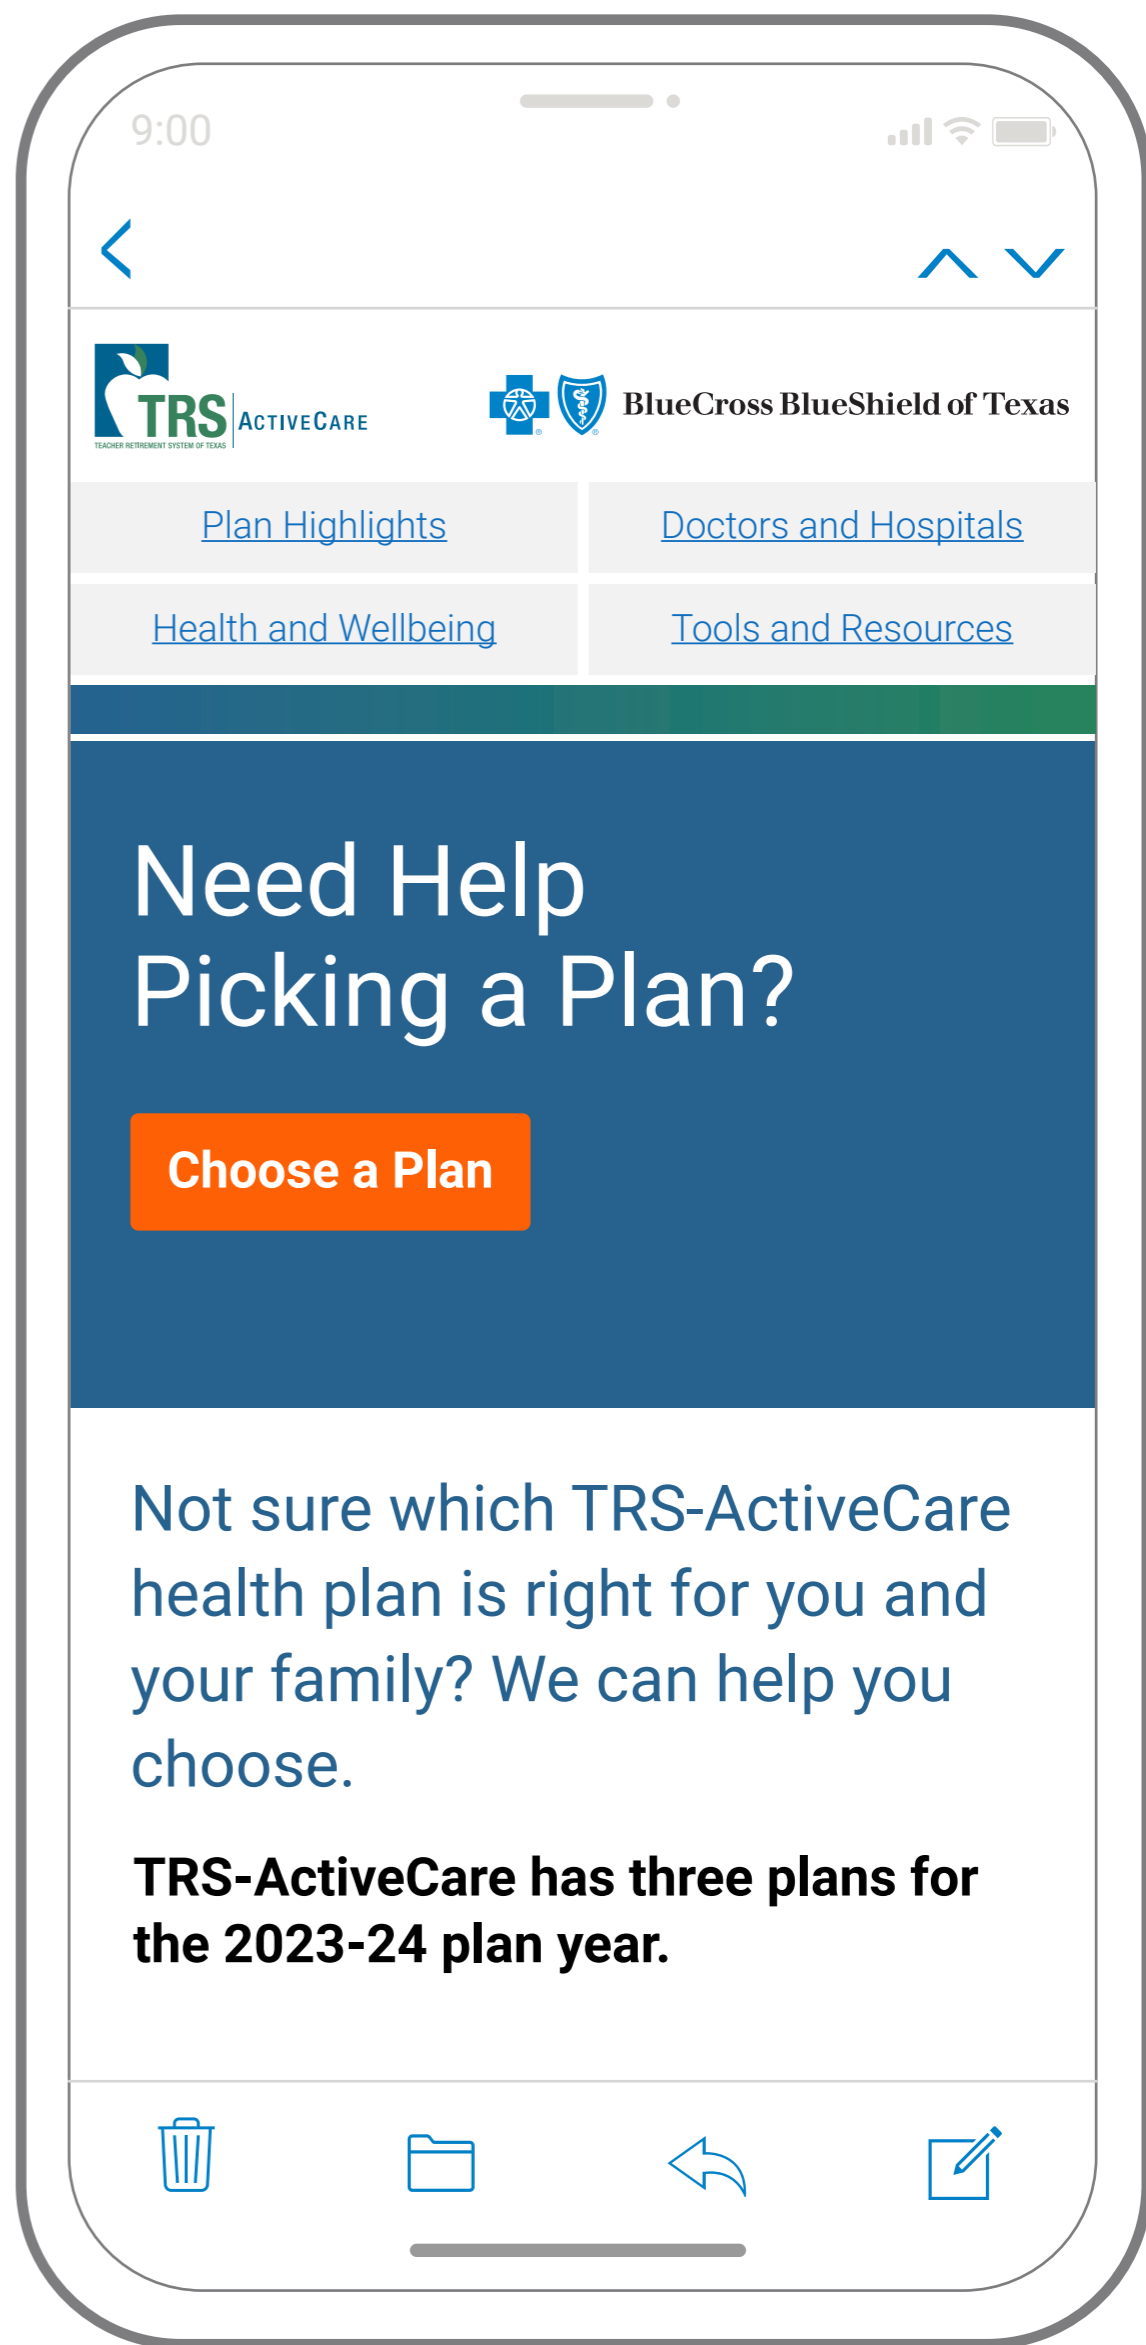 9:00
TRS ACTIVECARE
TEACHER RETIREMENT SYSTEM OF TEXAS
BlueCross BlueShield of Texas
Plan Highlights
Doctors and Hospitals
Health and Wellbeing
Tools and Resources
Need Help
Picking a Plan?
Choose a Plan
Not sure which TRS-ActiveCare
health plan is right for you and
your family? We can help you
choose.
TRS-ActiveCare has three plans for
the 2023-24 plan year.